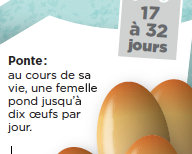 17
à 32
jours
Ponte :
au cours de sa
vie, une femelle
pond jusqu'à
dix œufs par
jour.